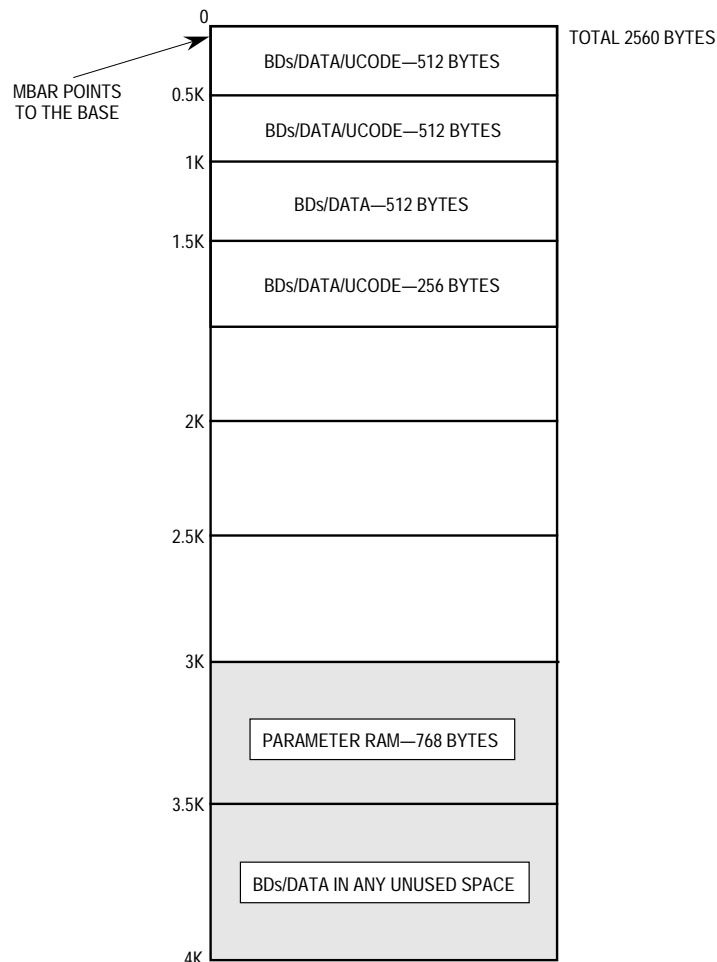 0
TOTAL 2560 BYTES
BDs/DATA/UCODE—512 BYTES
MBAR POINTS
TO THE BASE
0.5K
BDs/DATA/UCODE—512 BYTES
1K
BDs/DATA—512 BYTES
1.5K
BDs/DATA/UCODE—256 BYTES
2K
2.5K
3K
PARAMETER RAM—768 BYTES
3.5K
BDs/DATA IN ANY UNUSED SPACE
4K